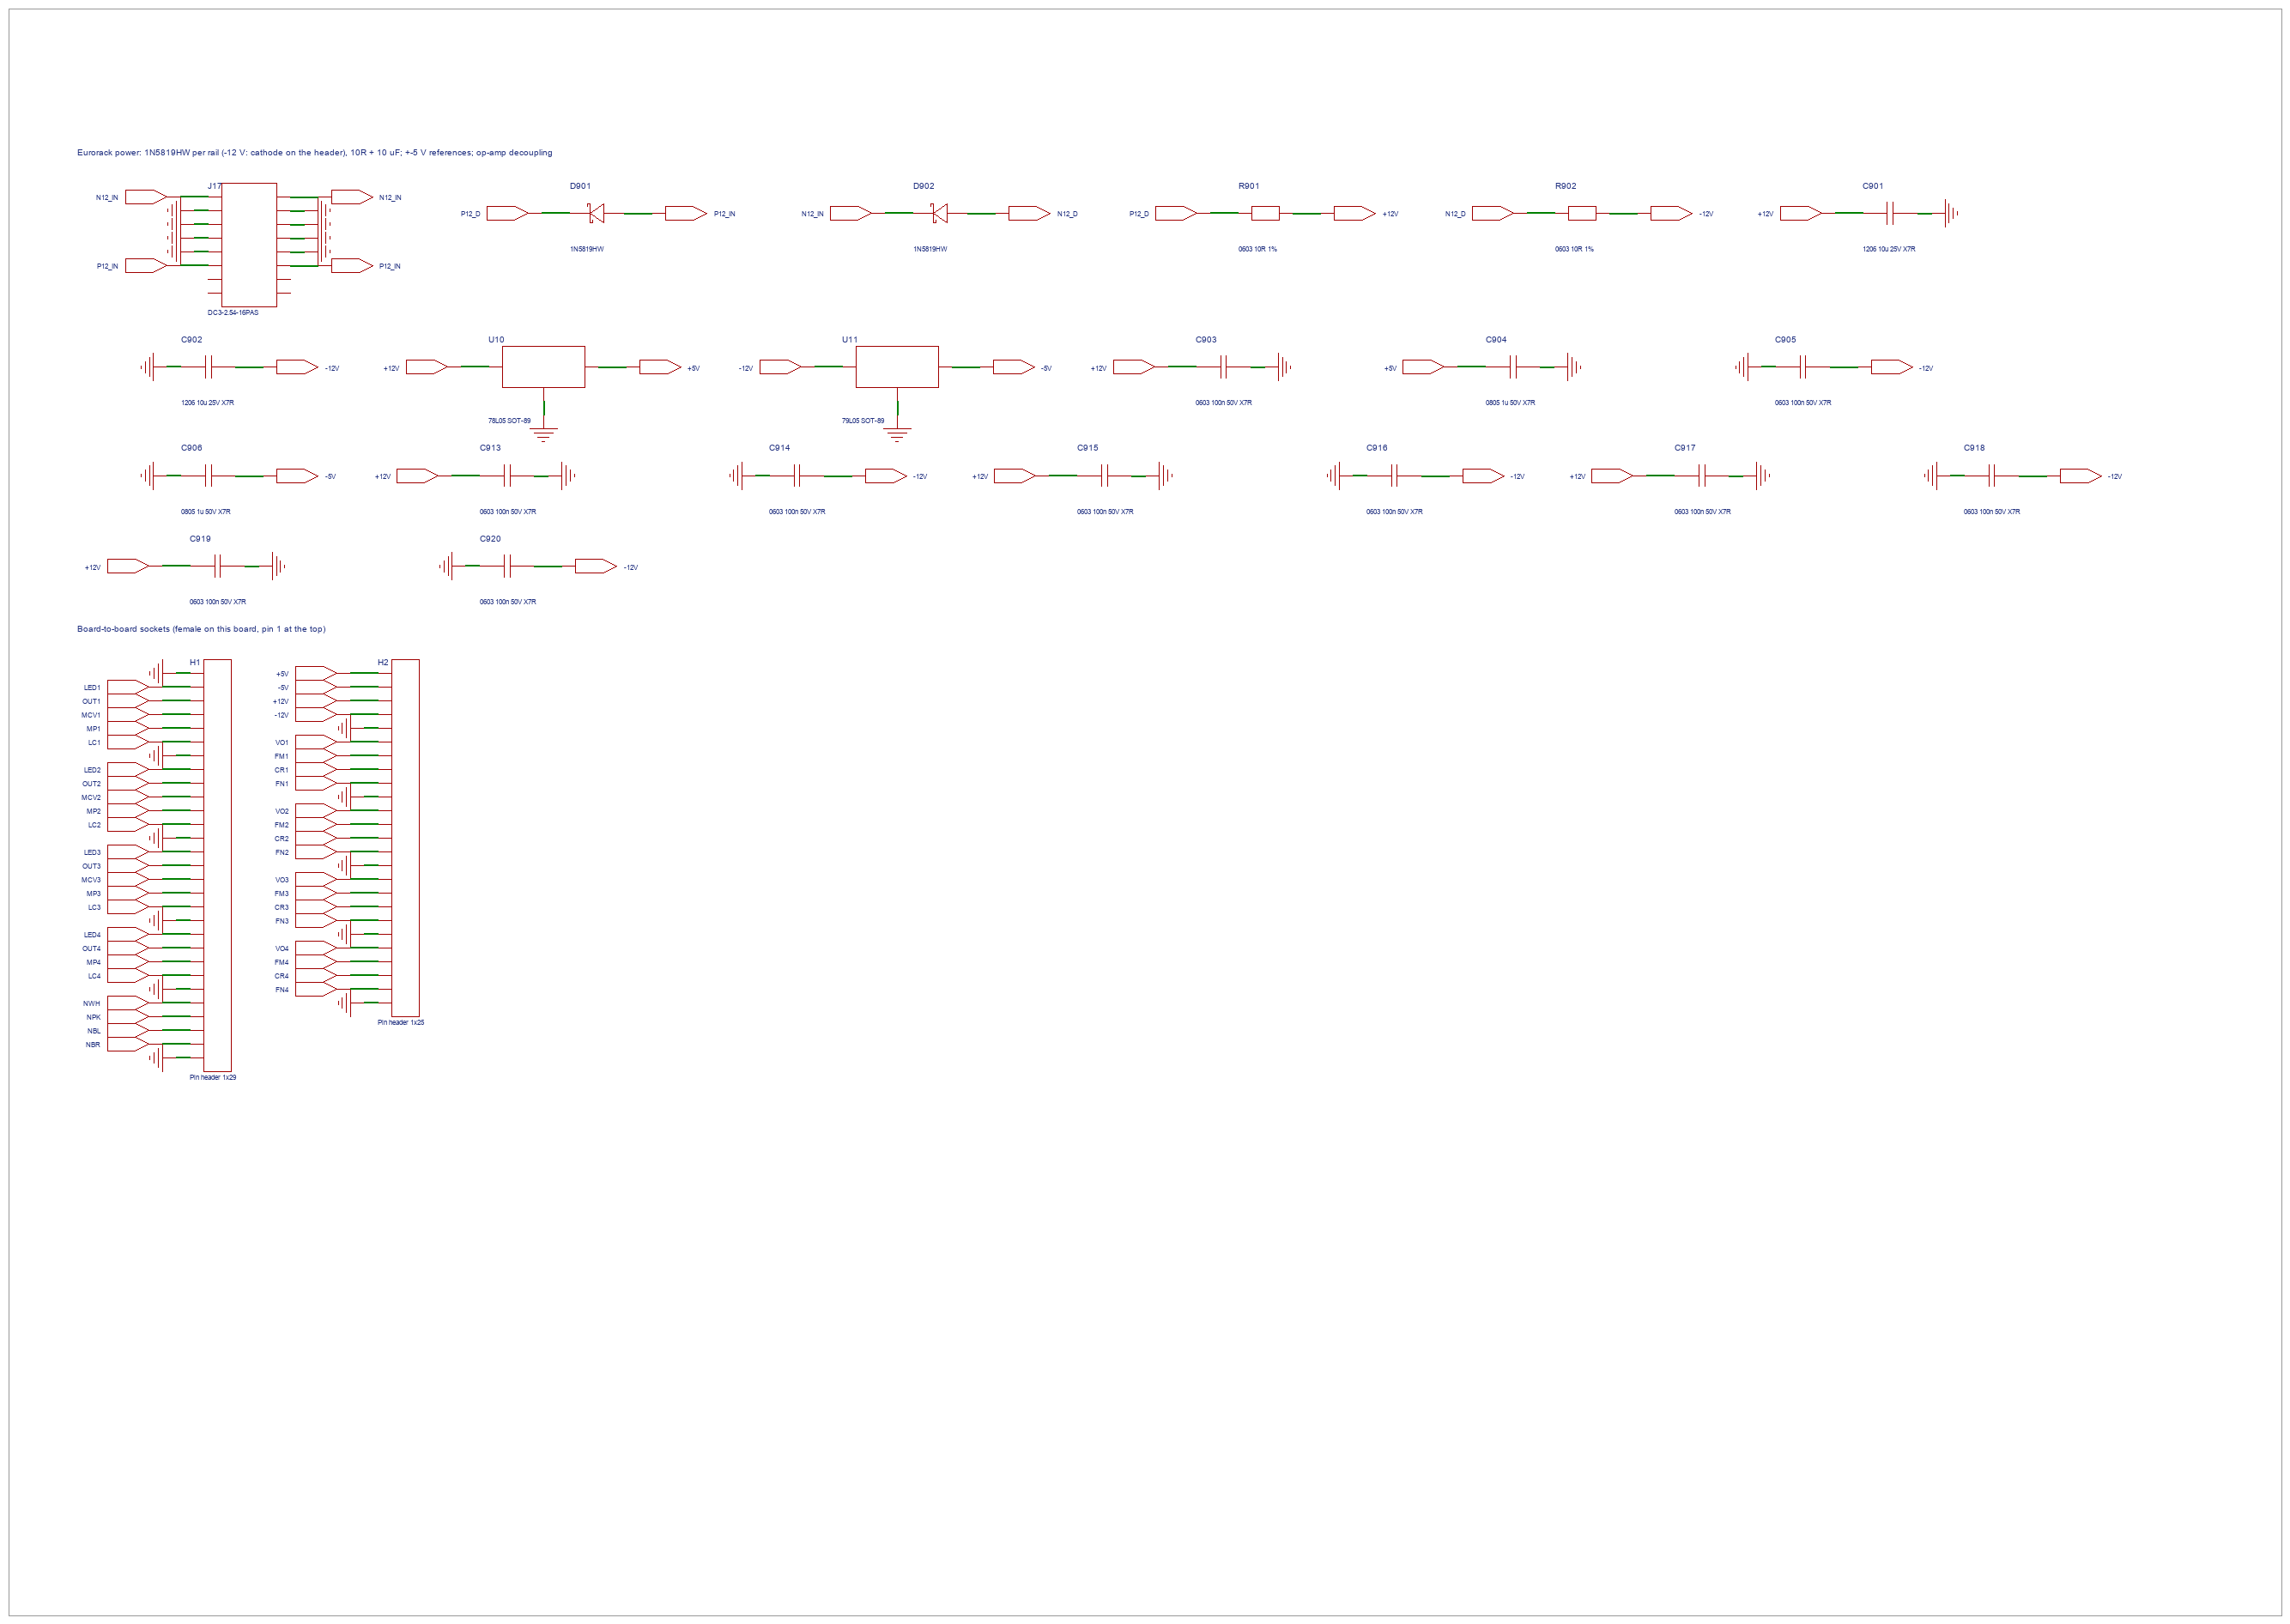 Eurorack power: 1N5819HW per rail (-12 V: cathode on the header), 10R + 10 uF; +-5 V references; op-amp decoupling
J17
D901
D902
R901
R902
C901
N12_IN
N12_IN
P12_D
P12_IN
N12_IN
N12_D
P12_D
+12V
N12_D
-12V
+12V
1N5819HW
1N5819HW
0603 10R 1%
0603 10R 1%
1206 10u 25V X7R
P12_IN
P12_IN
DC3-2.54-16PAS
C902
U10
U11
C903
C904
C905
-12V
+12V
+5V
-12V
-5V
+12V
+5V
-12V
1206 10u 25V X7R
0603 100n 50V X7R
0805 1u 50V X7R
0603 100n 50V X7R
78L05 SOT-89
79L05 SOT-89
C906
C913
C914
C915
C916
C917
C918
-5V
+12V
-12V
+12V
-12V
+12V
-12V
0805 1u 50V X7R
0603 100n 50V X7R
0603 100n 50V X7R
0603 100n 50V X7R
0603 100n 50V X7R
0603 100n 50V X7R
0603 100n 50V X7R
C919
C920
+12V
-12V
0603 100n 50V X7R
0603 100n 50V X7R
Board-to-board sockets (female on this board, pin 1 at the top)
H1
LED1
OUT1
MCV1
MP1
LC1
LED2
OUT2
MCV2
MP2
LC2
LED3
OUT3
MCV3
MP3
LC3
LED4
OUT4
MP4
LC4
NWH
NPK
NBL
NBR
Pin header 1x29
H2
+5V
-5V
+12V
-12V
VO1
FM1
CR1
FN1
VO2
FM2
CR2
FN2
VO3
FM3
CR3
FN3
VO4
FM4
CR4
FN4
Pin header 1x25